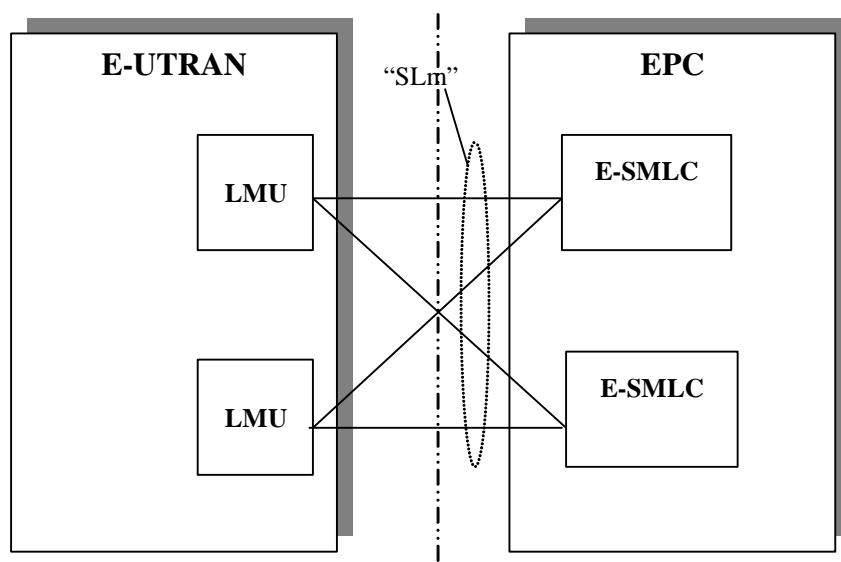 E-UTRAN
“SLm”
EPC
LMU
E-SMLC
LMU
E-SMLC